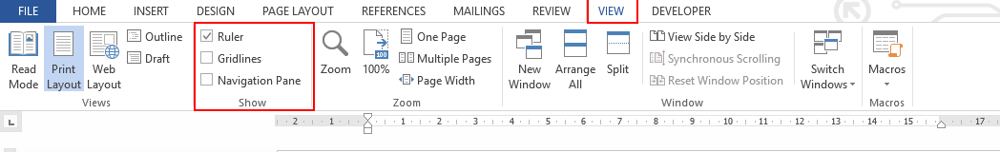 FILE HOME INSERT DESIGN PAGE LAYOUT REFERENCES MAILINGS REVIEW VIEW DEVELOPER
Read Mode
Print Layout
Web Layout
Outline
Draft
Views
Ruler
Gridlines
Navigation Pane
Show
Zoom
100
100%
One Page
Multiple Pages
Page Width
Zoom
New Window
Arrange All
Split
View Side by Side
Synchronous Scrolling
Reset Window Position
Switch Windows
Window
Macros
Macros
L
2 1 1 2 3 4 5 6 7 8 9 10 11 12 13 14 15 17